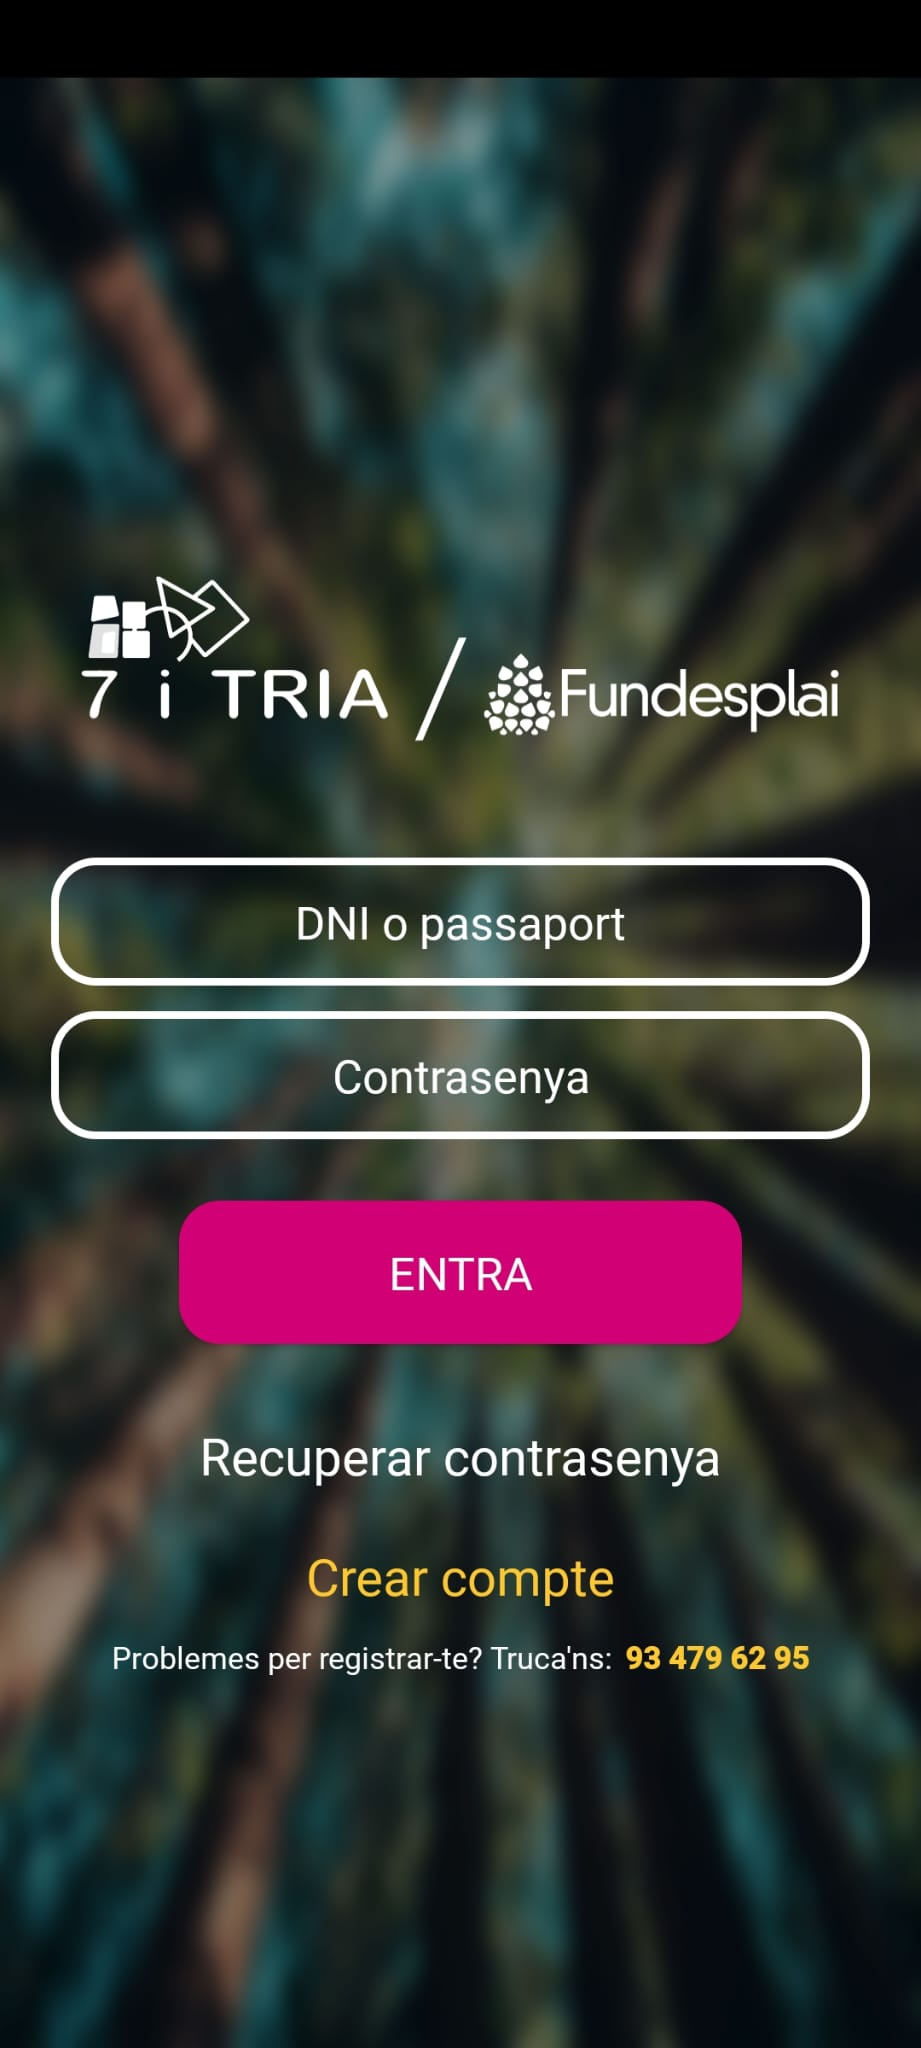 7 i TRIA / Fundesplai
DNI o passaport
Contrasenya
ENTRA
Recuperar contrasenya
Crear compte
Problemes per registrar-te? Truca'ns: 93 479 62 95